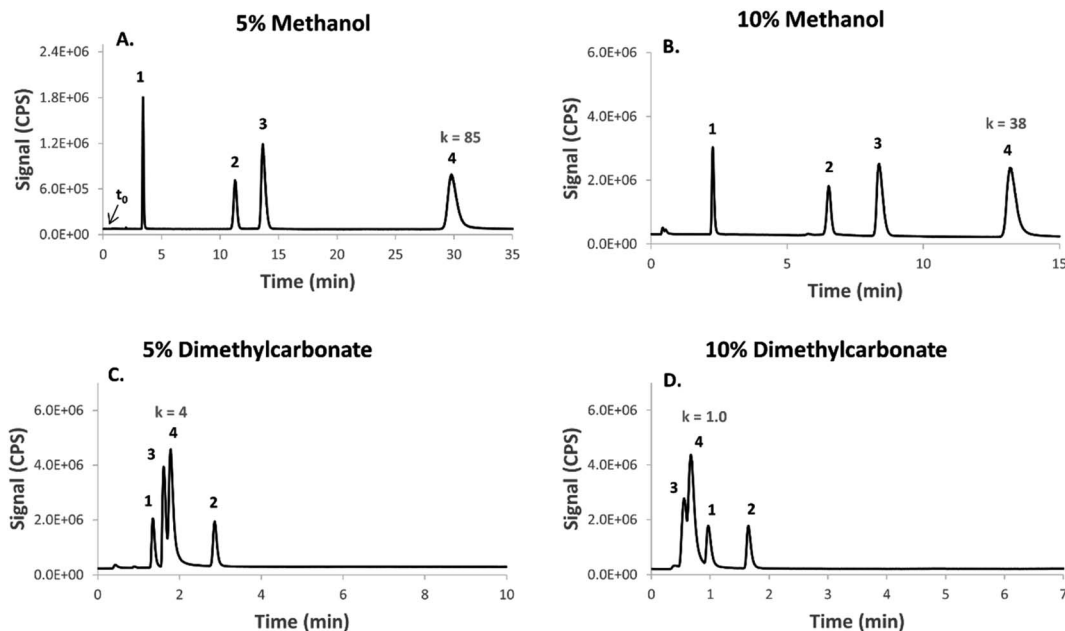 5% Methanol
A.
Signal (CPS)
2.4E+06
1.8E+06
1.2E+06
6.0E+05
0.0E+00
t0
1
2
3
k = 85
4
0 5 10 15 20 25 30 35
Time (min)
10% Methanol
B.
Signal (CPS)
6.0E+06
4.0E+06
2.0E+06
0.0E+00
1
2
3
k = 38
4
0 5 10 15
Time (min)
5% Dimethylcarbonate
C.
Signal (CPS)
6.0E+06
4.0E+06
2.0E+06
0.0E+00
k = 4
4
3
1
2
0 2 4 6 8 10
Time (min)
10% Dimethylcarbonate
D.
Signal (CPS)
6.0E+06
4.0E+06
2.0E+06
0.0E+00
k = 1.0
4
3
1
2
0 1 2 3 4 5 6 7
Time (min)